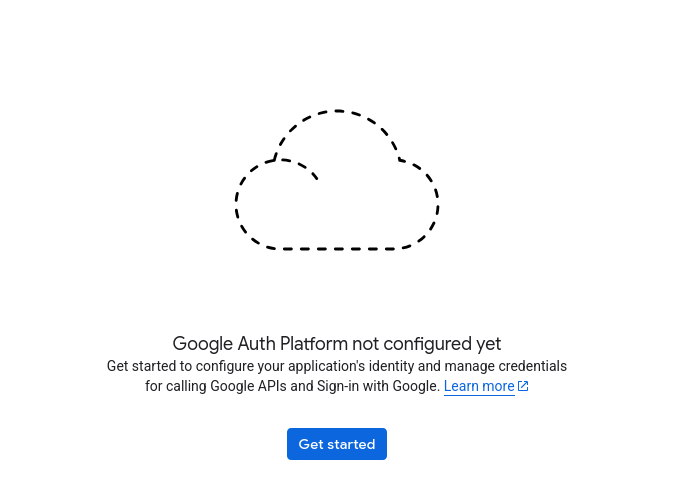 Google Auth Platform not configured yet
Get started to configure your application's identity and manage credentials
for calling Google APIs and Sign-in with Google. Learn more
Get started